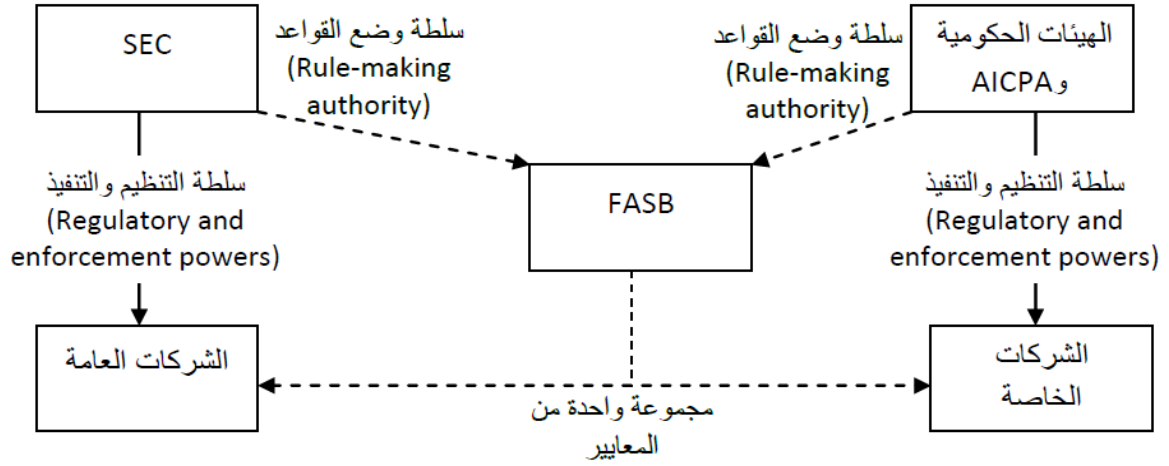 SEC
سلطة وضع القواعد
(Rule-making
authority)
سلطة وضع القواعد
(Rule-making
authority)
الهيئات الحكومية
و AICPA
سلطة التنظيم والتنفيذ
(Regulatory and
enforcement powers)
FASB
سلطة التنظيم والتنفيذ
(Regulatory and
enforcement powers)
الشركات العامة
الشركات
الخاصة
مجموعة واحدة من
المعايير